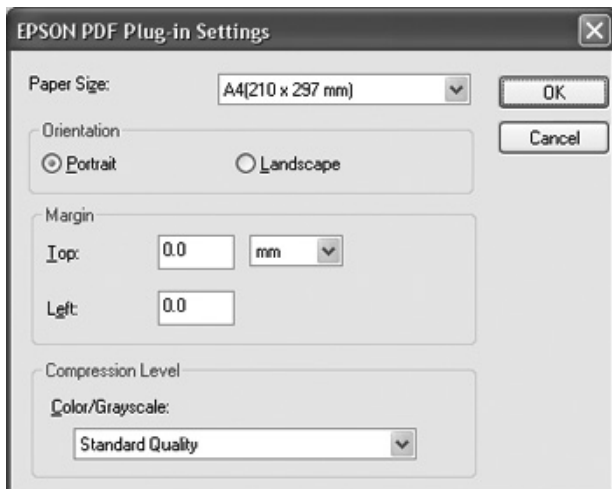 EPSON PDF Plug-in Settings
Paper Size: A4(210 x 297 mm) OK
Cancel
Orientation
Portrait Landscape
Margin
Top: 0.0 mm
Left: 0.0
Compression Level
Color/Grayscale:
Standard Quality